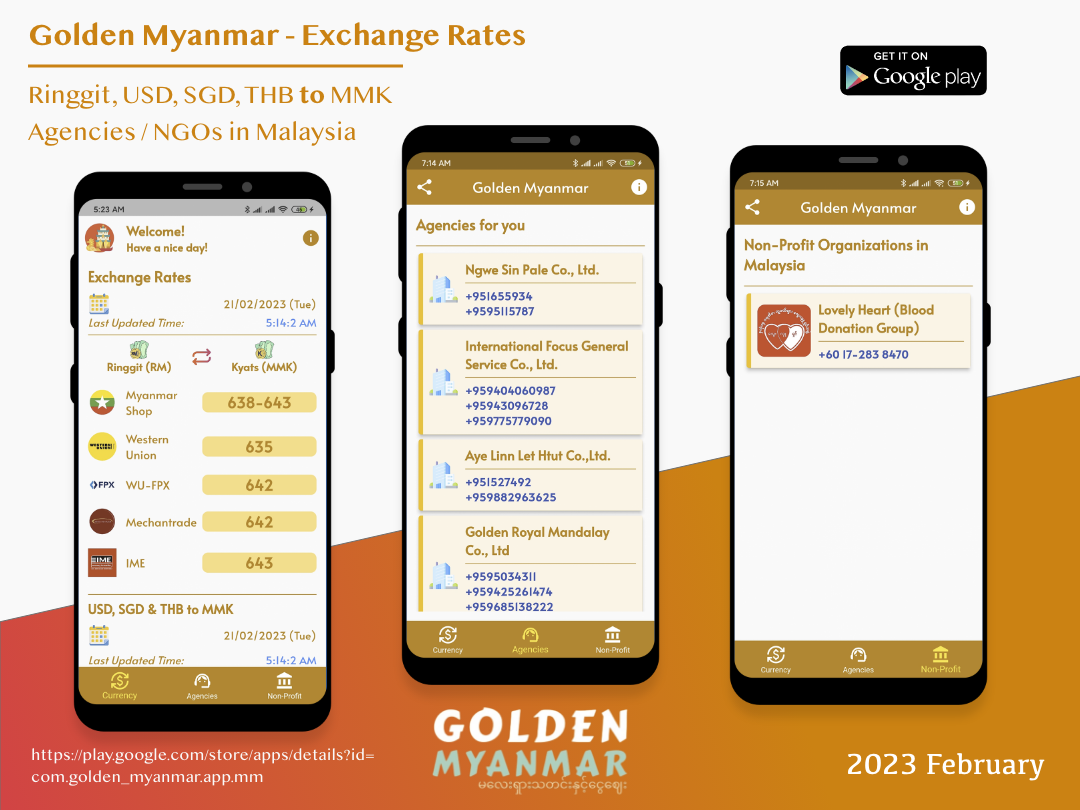 Golden Myanmar - Exchange Rates
Ringgit, USD, SGD, THB to MMK
Agencies / NGOs in Malaysia
GET IT ON
Google play
5:23 AM
Welcome!
Have a nice day!
Exchange Rates
21/02/2023 (Tue)
Last Updated Time: 5:14:2 AM
Ringgit (RM) Kyats (MMK)
Myanmar
Shop
638-643
WESTERN
UNION
Western
Union
635
FPX WU-FPX 642
Mechantrade 642
IME IME 643
USD, SGD & THB to MMK
21/02/2023 (Tue)
Last Updated Time: 5:14:2 AM
Currency Agencies Non-Profit
7:14 AM
Golden Myanmar
Agencies for you
Ngwe Sin Pale Co., Ltd.
+951655934
+9595115787
International Focus General
Service Co., Ltd.
+959404060987
+95943096728
+959775779090
Aye Linn Let Htut Co.,Ltd.
+951527492
+959882963625
Golden Royal Mandalay
Co., Ltd
+9595034311
+959425261474
+959685138222
Currency Agencies Non-Profit
7:15 AM
Golden Myanmar
Non-Profit Organizations in
Malaysia
Lovely Heart (Blood
Donation Group)
+60 17-283 8470
Currency Agencies Non-Profit
https://play.google.com/store/apps/details?id=
com.golden_myanmar.app.mm
GOLDEN
MYANMAR
မလေးရှားသတင်းနှင့်ငွေဈေး
2023 February